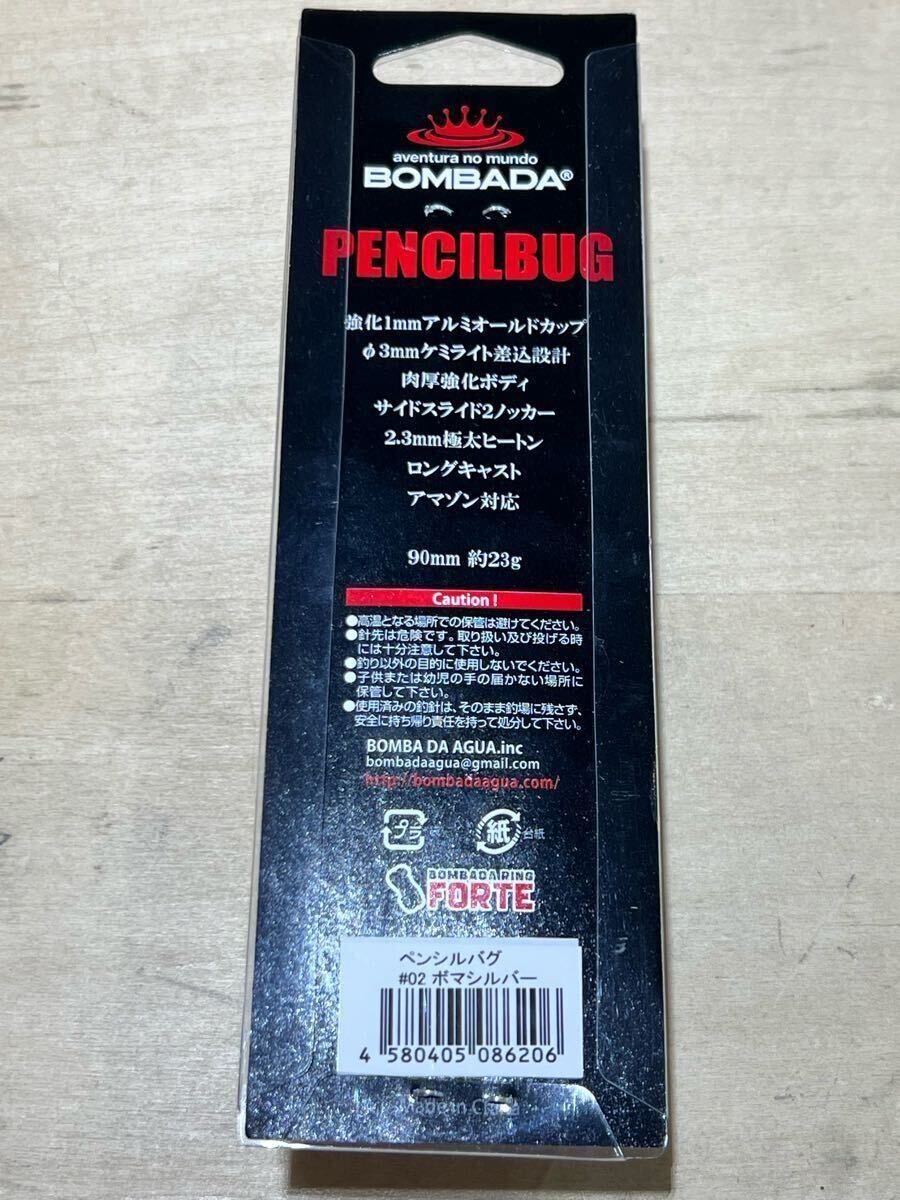 aventura no mundo
BOMBADA®
PENCILBUG
強化1mmアルミオールドカップ
φ3mmケミライト差込設計
肉厚強化ボディ
サイドスライド2ノッカー
2.3mm極太ヒートン
ロングキャスト
アマゾン対応
90mm 約23g
Caution !
●高温となる場所での保管は避けてください。
●針先は危険です。取り扱い及び投げる時
には十分注意して下さい。
●釣り以外の目的に使用しないでください。
●子供または幼児の手の届かない場所に
保管して下さい。
●使用済みの釣針は、そのまま釣場に残さず、
安全に持ち帰り責任を持って処分して下さい。
BOMBA DA AGUA.inc
bombadaagua@gmail.com
http://bombadaagua.com/
プラ 袋 紙 台紙
BOMBADA RING
FORTE
ペンシルバグ
#02 ボマシルバー
4 580405 086206
Made in China